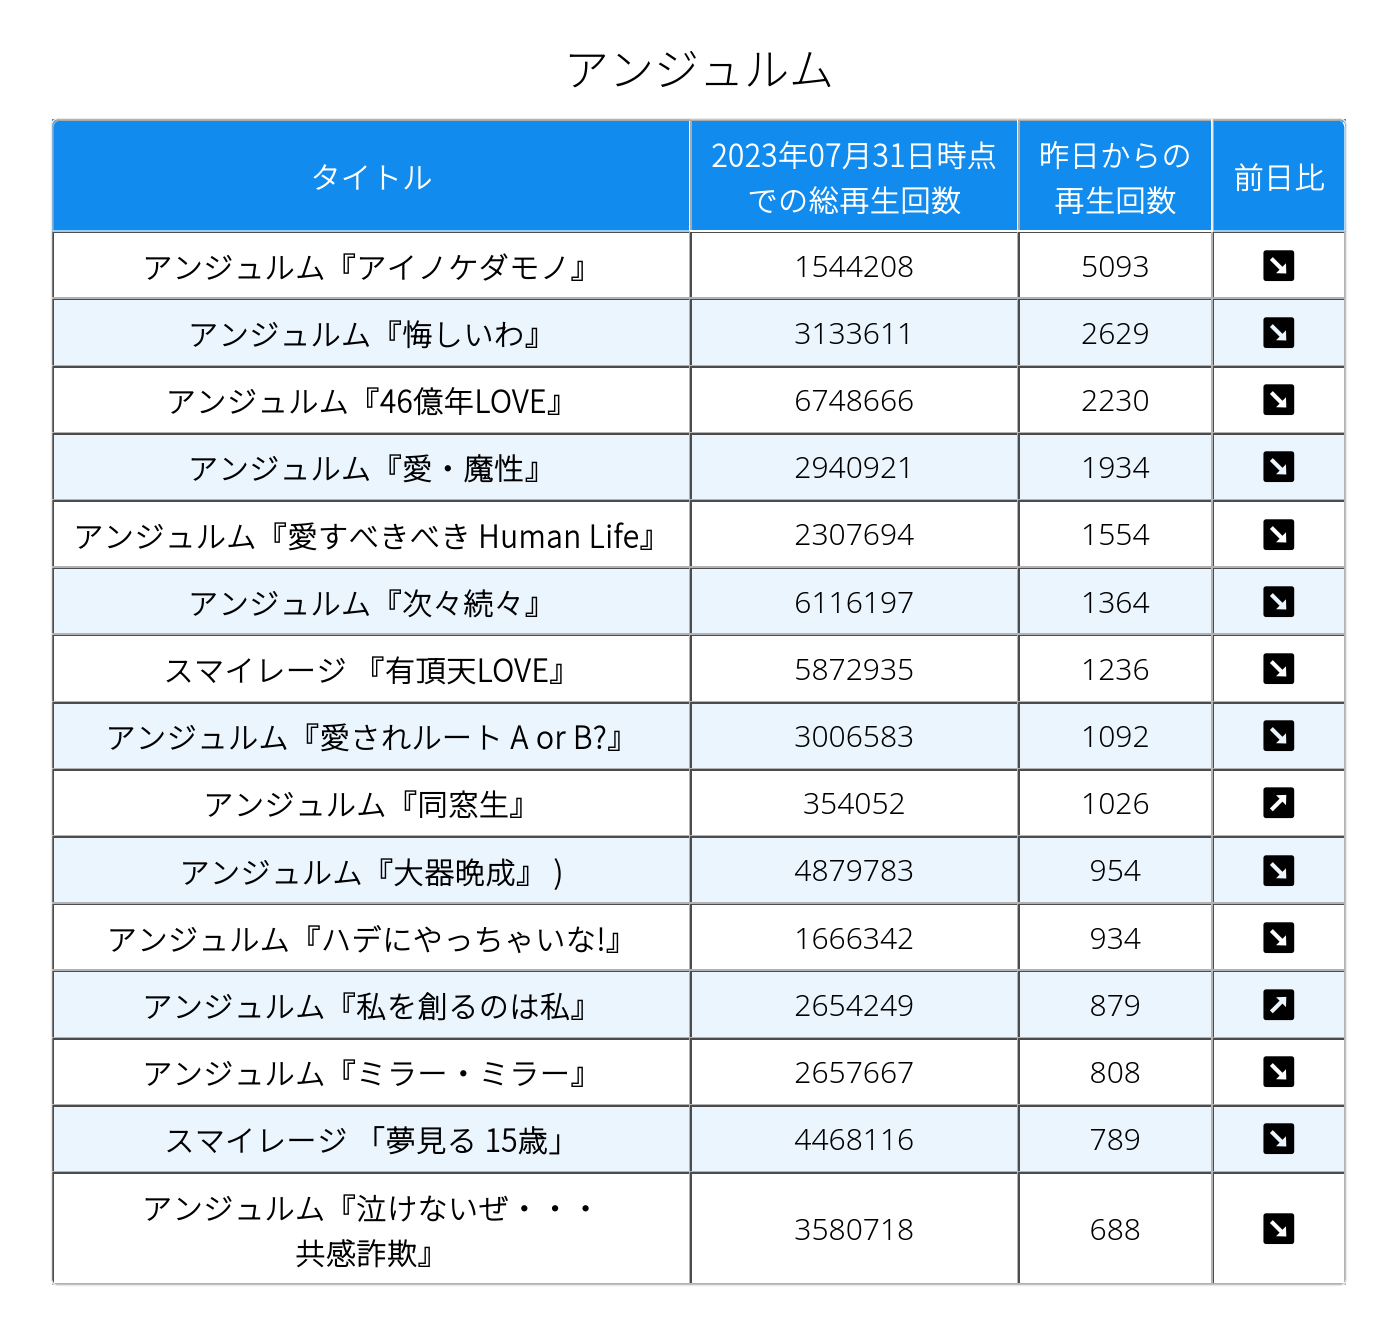 アンジュルム
タイトル
2023年07月31日時点
での総再生回数
昨日からの
再生回数
前日比
アンジュルム『アイノケダモノ』 1544208 5093 ↘
アンジュルム『悔しいわ』 3133611 2629 ↘
アンジュルム『46億年LOVE』 6748666 2230 ↘
アンジュルム『愛・魔性』 2940921 1934 ↘
アンジュルム『愛すべきべき Human Life』 2307694 1554 ↘
アンジュルム『次々続々』 6116197 1364 ↘
スマイレージ 『有頂天LOVE』 5872935 1236 ↘
アンジュルム『愛されルート A or B?』 3006583 1092 ↘
アンジュルム『同窓生』 354052 1026 ↗
アンジュルム『大器晩成』 ) 4879783 954 ↘
アンジュルム『ハデにやっちゃいな!』 1666342 934 ↘
アンジュルム『私を創るのは私』 2654249 879 ↗
アンジュルム『ミラー・ミラー』 2657667 808 ↘
スマイレージ 「夢見る 15歳」 4468116 789 ↘
アンジュルム『泣けないぜ・・・
共感詐欺』 3580718 688 ↘